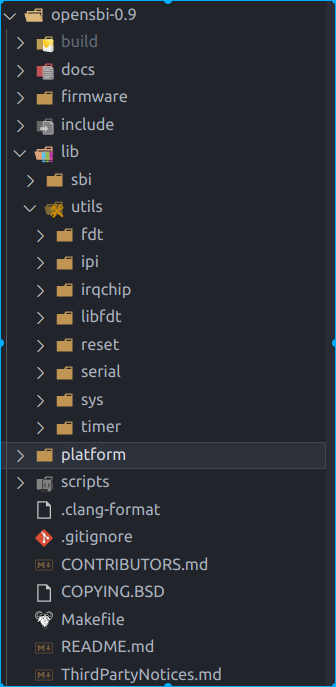 opensbi-0.9
build
docs
firmware
include
lib
sbi
utils
fdt
ipi
irqchip
libfdt
reset
serial
sys
timer
platform
scripts
.clang-format
.gitignore
CONTRIBUTORS.md
COPYING.BSD
Makefile
README.md
ThirdPartyNotices.md